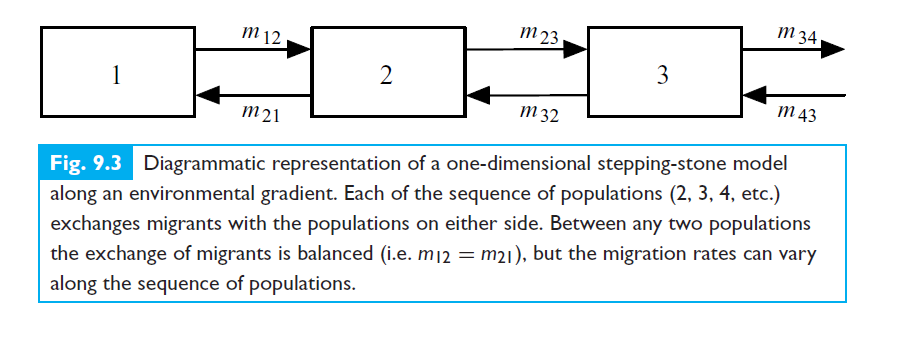 m12 m23 m34
1 2 3
m21 m32 m43
Fig. 9.3 Diagrammatic representation of a one-dimensional stepping-stone model
along an environmental gradient. Each of the sequence of populations (2, 3, 4, etc.)
exchanges migrants with the populations on either side. Between any two populations
the exchange of migrants is balanced (i.e. m12 = m21), but the migration rates can vary
along the sequence of populations.